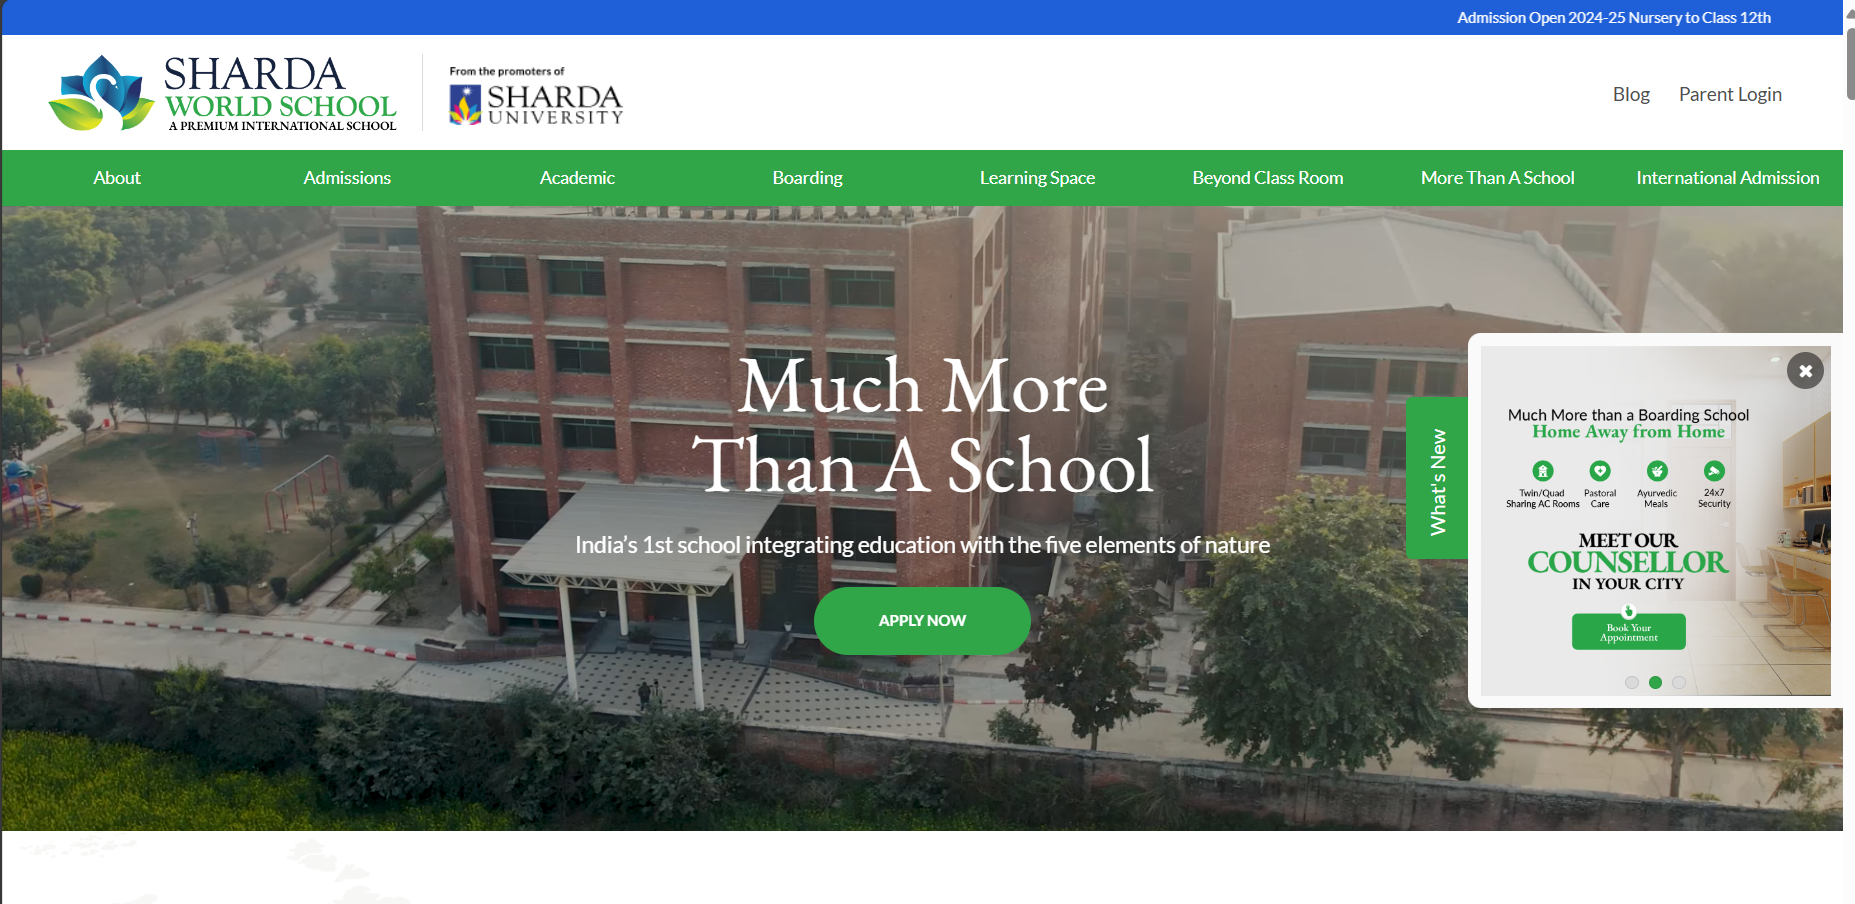 Admission Open 2024-25 Nursery to Class 12th
SHARDA
WORLD SCHOOL
A PREMIUM INTERNATIONAL SCHOOL
From the promoters of
SHARDA
UNIVERSITY
Blog
Parent Login
About
Admissions
Academic
Boarding
Learning Space
Beyond Class Room
More Than A School
International Admission
Much More
Than A School
India’s 1st school integrating education with the five elements of nature
APPLY NOW
What's New
Much More than a Boarding School
Home Away from Home
Twin/Quad
Sharing AC Rooms
Pastoral
Care
Ayurvedic
Meals
24x7
Security
MEET OUR
COUNSELLOR
IN YOUR CITY
Book Your
Appointment